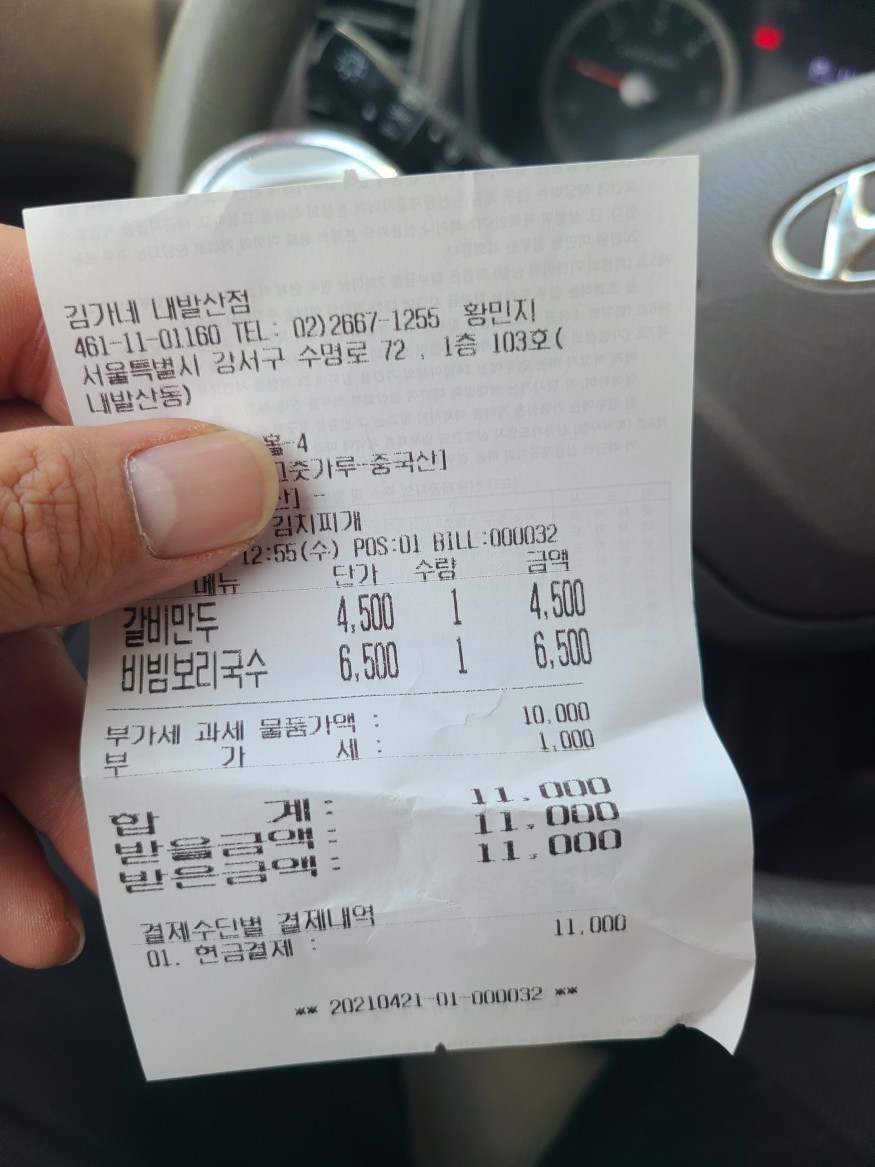 김가네 내발산점
461-11-01160 TEL: 02)2667-1255 황민지
서울특별시 강서구 수명로 72 , 1층 103호(
내발산동)
홀-4
고춧가루-중국산]
산] -
김치찌개
12:55(수) POS:01 BILL:000032
메뉴 단가 수량 금액
갈비만두 4,500 1 4,500
비빔보리국수 6,500 1 6,500
부가세 과세 물품가액 : 10,000
부 가 세 : 1,000
합 계 : 11,000
받을금액 : 11,000
받은금액 : 11,000
결제수단별 결제내역
01. 현금결제 : 11,000
** 20210421-01-000032 **